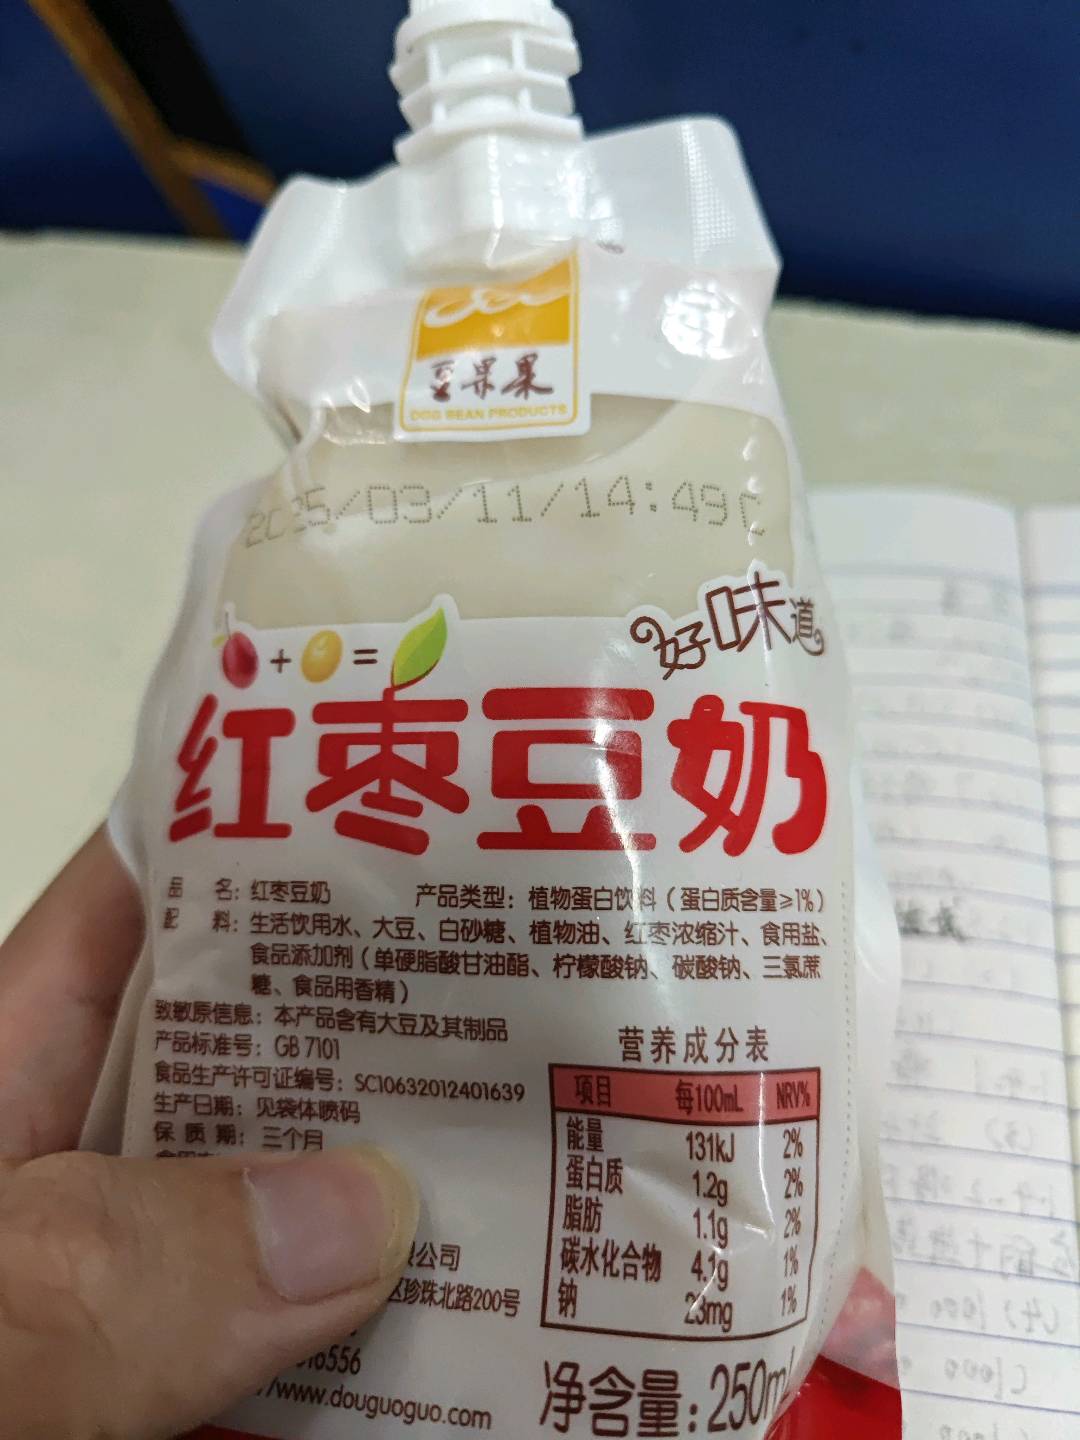 豆果果
DOG BEAN PRODUCTS
2025/03/11/14:49C
好味道
+ =
红枣豆奶
品 名：红枣豆奶 产品类型：植物蛋白饮料（蛋白质含量≥1%）
配 料：生活饮用水、大豆、白砂糖、植物油、红枣浓缩汁、食用盐、
食品添加剂（单硬脂酸甘油酯、柠檬酸钠、碳酸钠、三氯蔗
糖、食品用香精）
致敏原信息：本产品含有大豆及其制品
产品标准号：GB 7101
食品生产许可证编号：SC10632012401639
生产日期：见袋体喷码
保 质 期：三个月
公司
区珍珠北路200号
16556
/www.douguoguo.com
营养成分表
项目 每100mL NRV%
能量 131kJ 2%
蛋白质 1.2g 2%
脂肪 1.1g 2%
碳水化合物 4.1g 1%
钠 23mg 1%
净含量：250mL